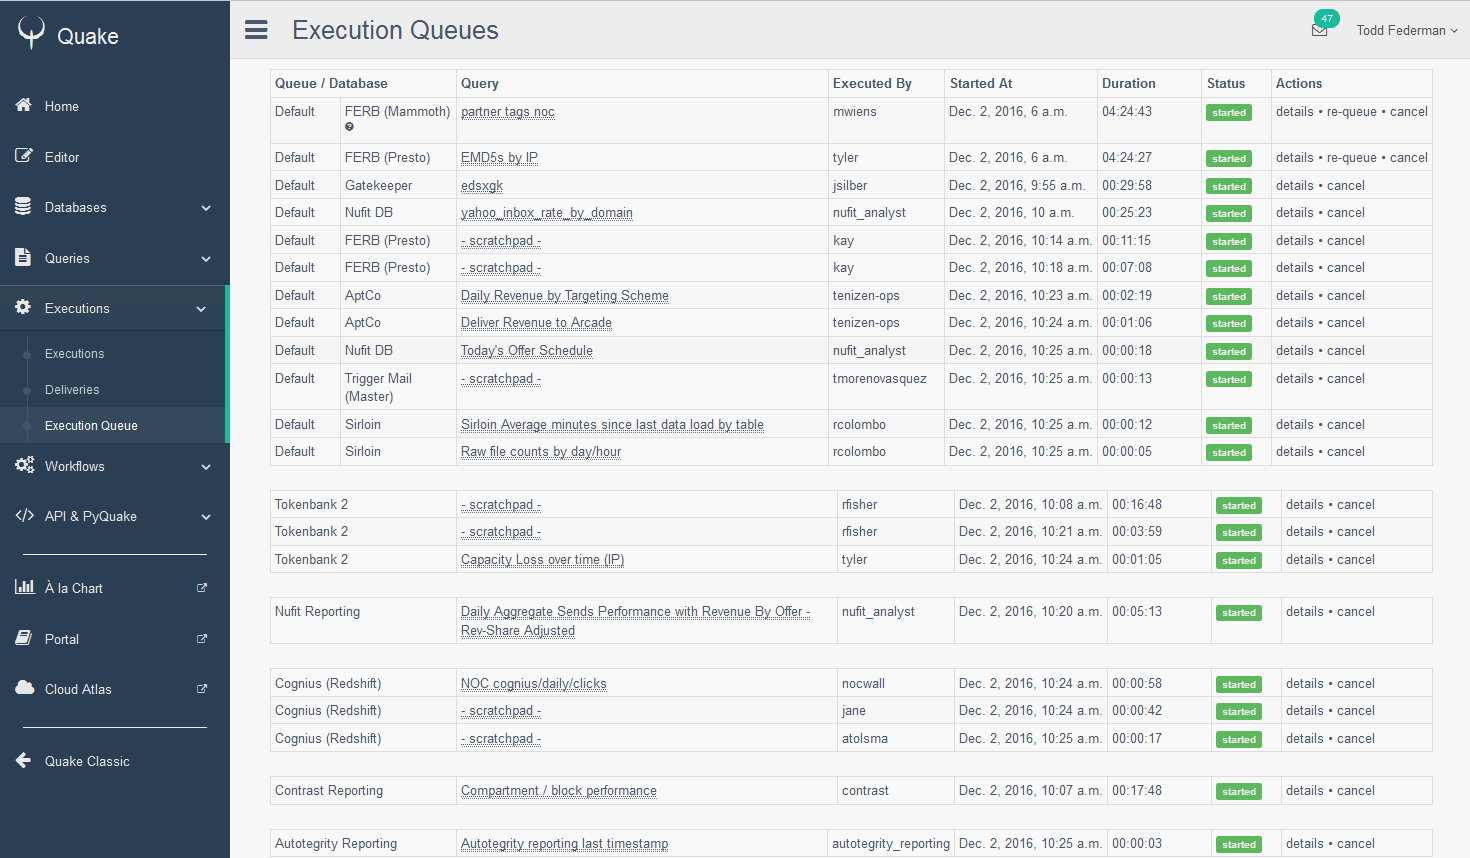 Quake
Execution Queues
47
Todd Federman
Home
Editor
Databases
Queries
Executions
Executions
Deliveries
Execution Queue
Workflows
API & PyQuake
À la Chart
Portal
Cloud Atlas
Quake Classic
Queue / Database Query Executed By Started At Duration Status Actions
Default FERB (Mammoth) partner tags noc mwiens Dec. 2, 2016, 6 a.m. 04:24:43 started details • re-queue • cancel
Default FERB (Presto) EMD5s by IP tyler Dec. 2, 2016, 6 a.m. 04:24:27 started details • re-queue • cancel
Default Gatekeeper edsxgk jsilber Dec. 2, 2016, 9:55 a.m. 00:29:58 started details • cancel
Default Nufit DB yahoo_inbox_rate_by_domain nufit_analyst Dec. 2, 2016, 10 a.m. 00:25:23 started details • cancel
Default FERB (Presto) - scratchpad - kay Dec. 2, 2016, 10:14 a.m. 00:11:15 started details • cancel
Default FERB (Presto) - scratchpad - kay Dec. 2, 2016, 10:18 a.m. 00:07:08 started details • cancel
Default AptCo Daily Revenue by Targeting Scheme tenizen-ops Dec. 2, 2016, 10:23 a.m. 00:02:19 started details • cancel
Default AptCo Deliver Revenue to Arcade tenizen-ops Dec. 2, 2016, 10:24 a.m. 00:01:06 started details • cancel
Default Nufit DB Today's Offer Schedule nufit_analyst Dec. 2, 2016, 10:25 a.m. 00:00:18 started details • cancel
Default Trigger Mail - scratchpad - tmorenovasquez Dec. 2, 2016, 10:25 a.m. 00:00:13 started details • cancel
(Master)
Default Sirloin Sirloin Average minutes since last data load by table rcolombo Dec. 2, 2016, 10:25 a.m. 00:00:12 started details • cancel
Default Sirloin Raw file counts by day/hour rcolombo Dec. 2, 2016, 10:25 a.m. 00:00:05 started details • cancel
Tokenbank 2 - scratchpad - rfisher Dec. 2, 2016, 10:08 a.m. 00:16:48 started details • cancel
Tokenbank 2 - scratchpad - rfisher Dec. 2, 2016, 10:21 a.m. 00:03:59 started details • cancel
Tokenbank 2 Capacity Loss over time (IP) tyler Dec. 2, 2016, 10:24 a.m. 00:01:05 started details • cancel
Nufit Reporting Daily Aggregate Sends Performance with Revenue By Offer - nufit_analyst Dec. 2, 2016, 10:20 a.m. 00:05:13 started details • cancel
Rev-Share Adjusted
Cognius (Redshift) NOC cognius/daily/clicks nocwall Dec. 2, 2016, 10:24 a.m. 00:00:58 started details • cancel
Cognius (Redshift) - scratchpad - jane Dec. 2, 2016, 10:24 a.m. 00:00:42 started details • cancel
Cognius (Redshift) - scratchpad - atolsma Dec. 2, 2016, 10:25 a.m. 00:00:17 started details • cancel
Contrast Reporting Compartment / block performance contrast Dec. 2, 2016, 10:07 a.m. 00:17:48 started details • cancel
Autotegrity Reporting Autotegrity reporting last timestamp autotegrity_reporting Dec. 2, 2016, 10:25 a.m. 00:00:03 started details • cancel